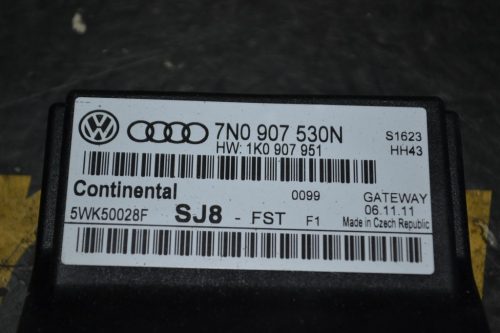 7N0 907 530N
HW: 1K0 907 951
S1623
HH43
Continental
0099
GATEWAY
5WK50028F SJ8 - FST F1
06.11.11
Made in Czech Republic